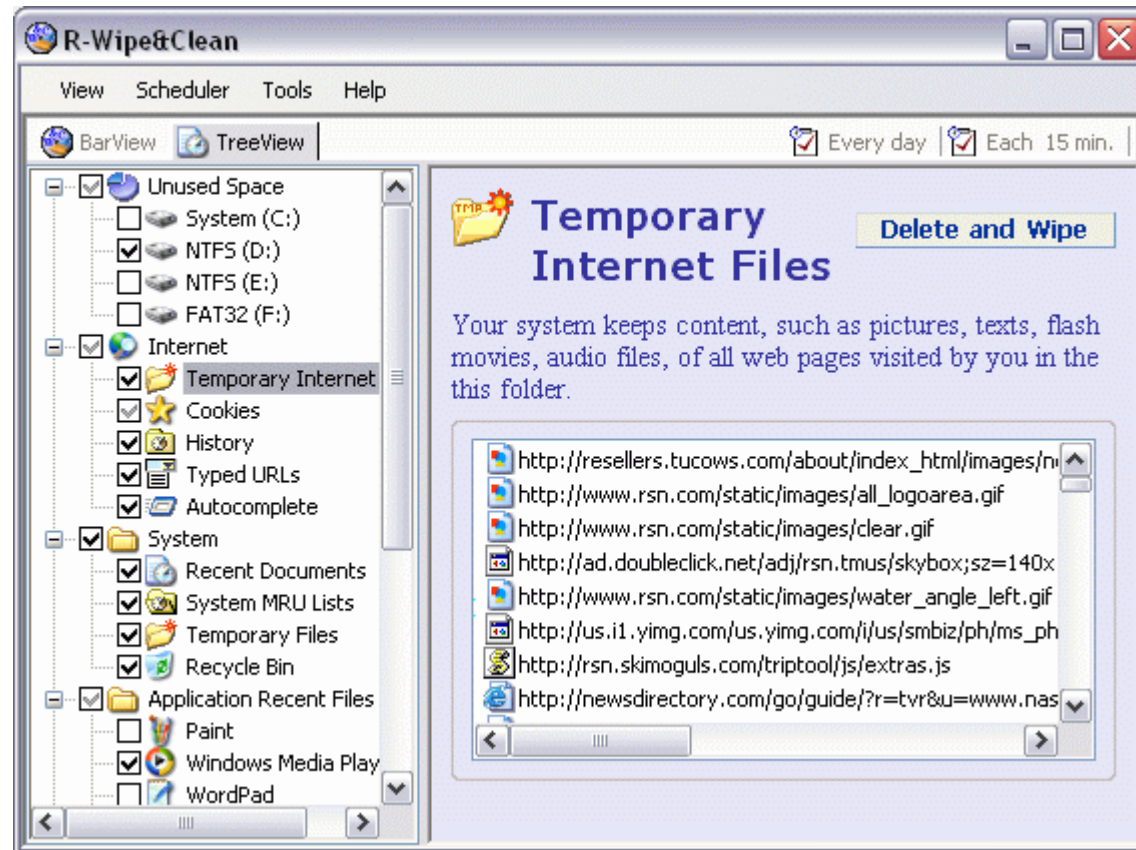 R-Wipe&Clean
View Scheduler Tools Help
BarView TreeView Every day Each 15 min.
Unused Space
System (C:)
NTFS (D:)
NTFS (E:)
FAT32 (F:)
Internet
Temporary Internet
Cookies
History
Typed URLs
Autocomplete
System
Recent Documents
System MRU Lists
Temporary Files
Recycle Bin
Application Recent Files
Paint
Windows Media Play
WordPad
TMP
Temporary
Internet Files
Delete and Wipe
Your system keeps content, such as pictures, texts, flash
movies, audio files, of all web pages visited by you in the
this folder.
http://resellers.tucows.com/about/index_html/images/n
http://www.rsn.com/static/images/all_logoarea.gif
http://www.rsn.com/static/images/clear.gif
http://ad.doubleclick.net/adj/rsn.tmus/skybox;sz=140x
http://www.rsn.com/static/images/water_angle_left.gif
http://us.i1.yimg.com/us.yimg.com/i/us/smbiz/ph/ms_ph
http://rsn.skimoguls.com/triptool/js/extras.js
http://newsdirectory.com/go/guide/?r=tvr&u=www.nas